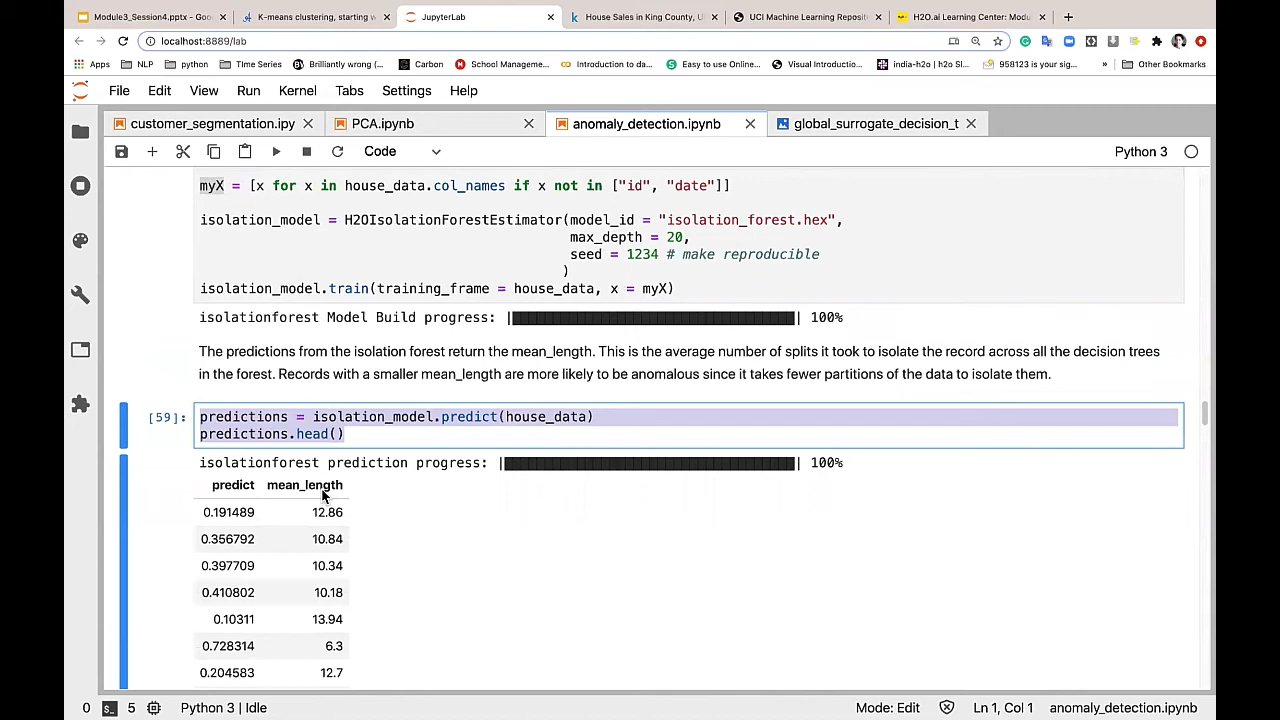 Module3_Session4.pptx - Goo
K-means clustering, starting w
JupyterLab
House Sales in King County, U
UCI Machine Learning Reposit
H2O.ai Learning Center: Modu
localhost:8889/lab
Apps
NLP
python
TIme Series
Brilliantly wrong (...
Carbon
School Manageme...
Introduction to da...
Easy to use Online...
Visual Introductio...
india-h2o | h2o Sl...
958123 is your sig...
»
Other Bookmarks
File Edit View Run Kernel Tabs Settings Help
customer_segmentation.ipy
PCA.ipynb
anomaly_detection.ipynb
global_surrogate_decision_t
Code
Python 3
myX = [x for x in house_data.col_names if x not in ["id", "date"]]
isolation_model = H2OIsolationForestEstimator(model_id = "isolation_forest.hex",
max_depth = 20,
seed = 1234 # make reproducible
)
isolation_model.train(training_frame = house_data, x = myX)
isolationforest Model Build progress: | | 100%
The predictions from the isolation forest return the mean_length. This is the average number of splits it took to isolate the record across all the decision trees
in the forest. Records with a smaller mean_length are more likely to be anomalous since it takes fewer partitions of the data to isolate them.
[59]: predictions = isolation_model.predict(house_data)
predictions.head()
isolationforest prediction progress: | | 100%
predict mean_length
0.191489 12.86
0.356792 10.84
0.397709 10.34
0.410802 10.18
0.10311 13.94
0.728314 6.3
0.204583 12.7
0 5 Python 3 | Idle
Mode: Edit Ln 1, Col 1 anomaly_detection.ipynb